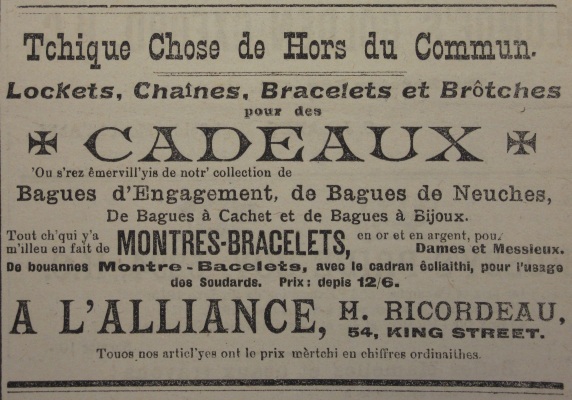 Tchique Chose de Hors du Commun.
Lockets, Chaînes, Bracelets et Brôtches
pour des
CADEAUX
'Ou s'rez êmervill'yis de notr' collection de
Bagues d'Engagement, de Bagues de Neuches,
De Bagues à Cachet et de Bagues à Bijoux.
Tout ch'qui y'a m'illeu en fait de MONTRES-BRACELETS, en or et en argent, pou. Dames et Messieux.
De bouannes Montre-Bacelets, avec le cadran êcliaithi, pour l'usage
des Soudards. Prix: depis 12/6.
A L'ALLIANCE, H. RICORDEAU,
54, KING STREET.
Touos nos articl'yes ont le prix mèrtchi en chiffres ordinaithes.